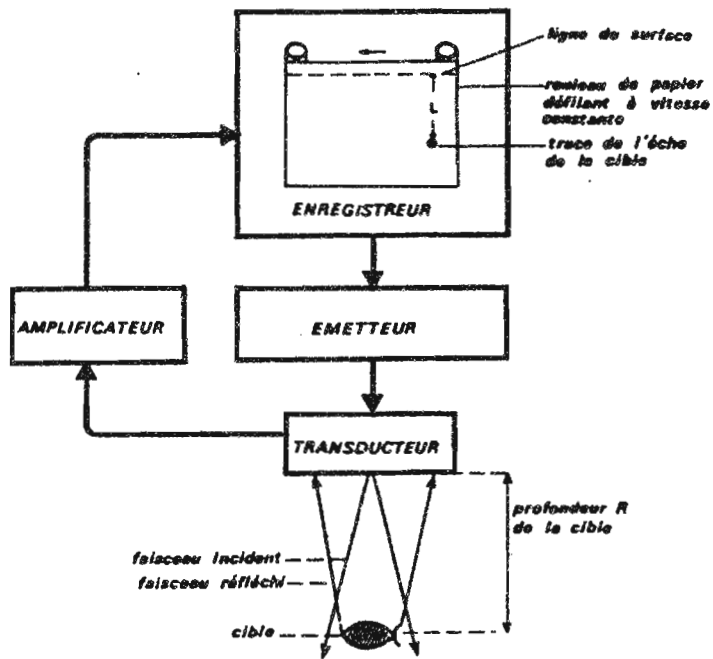 ligne de surface
rouleau de papier
défilant à vitesse
constante
L
trace de l'écho
de la cible
ENREGISTREUR
AMPLIFICATEUR
EMETTEUR
TRANSDUCTEUR
profondeur R
de la cible
faisceau incident
faisceau réfléchi
cible